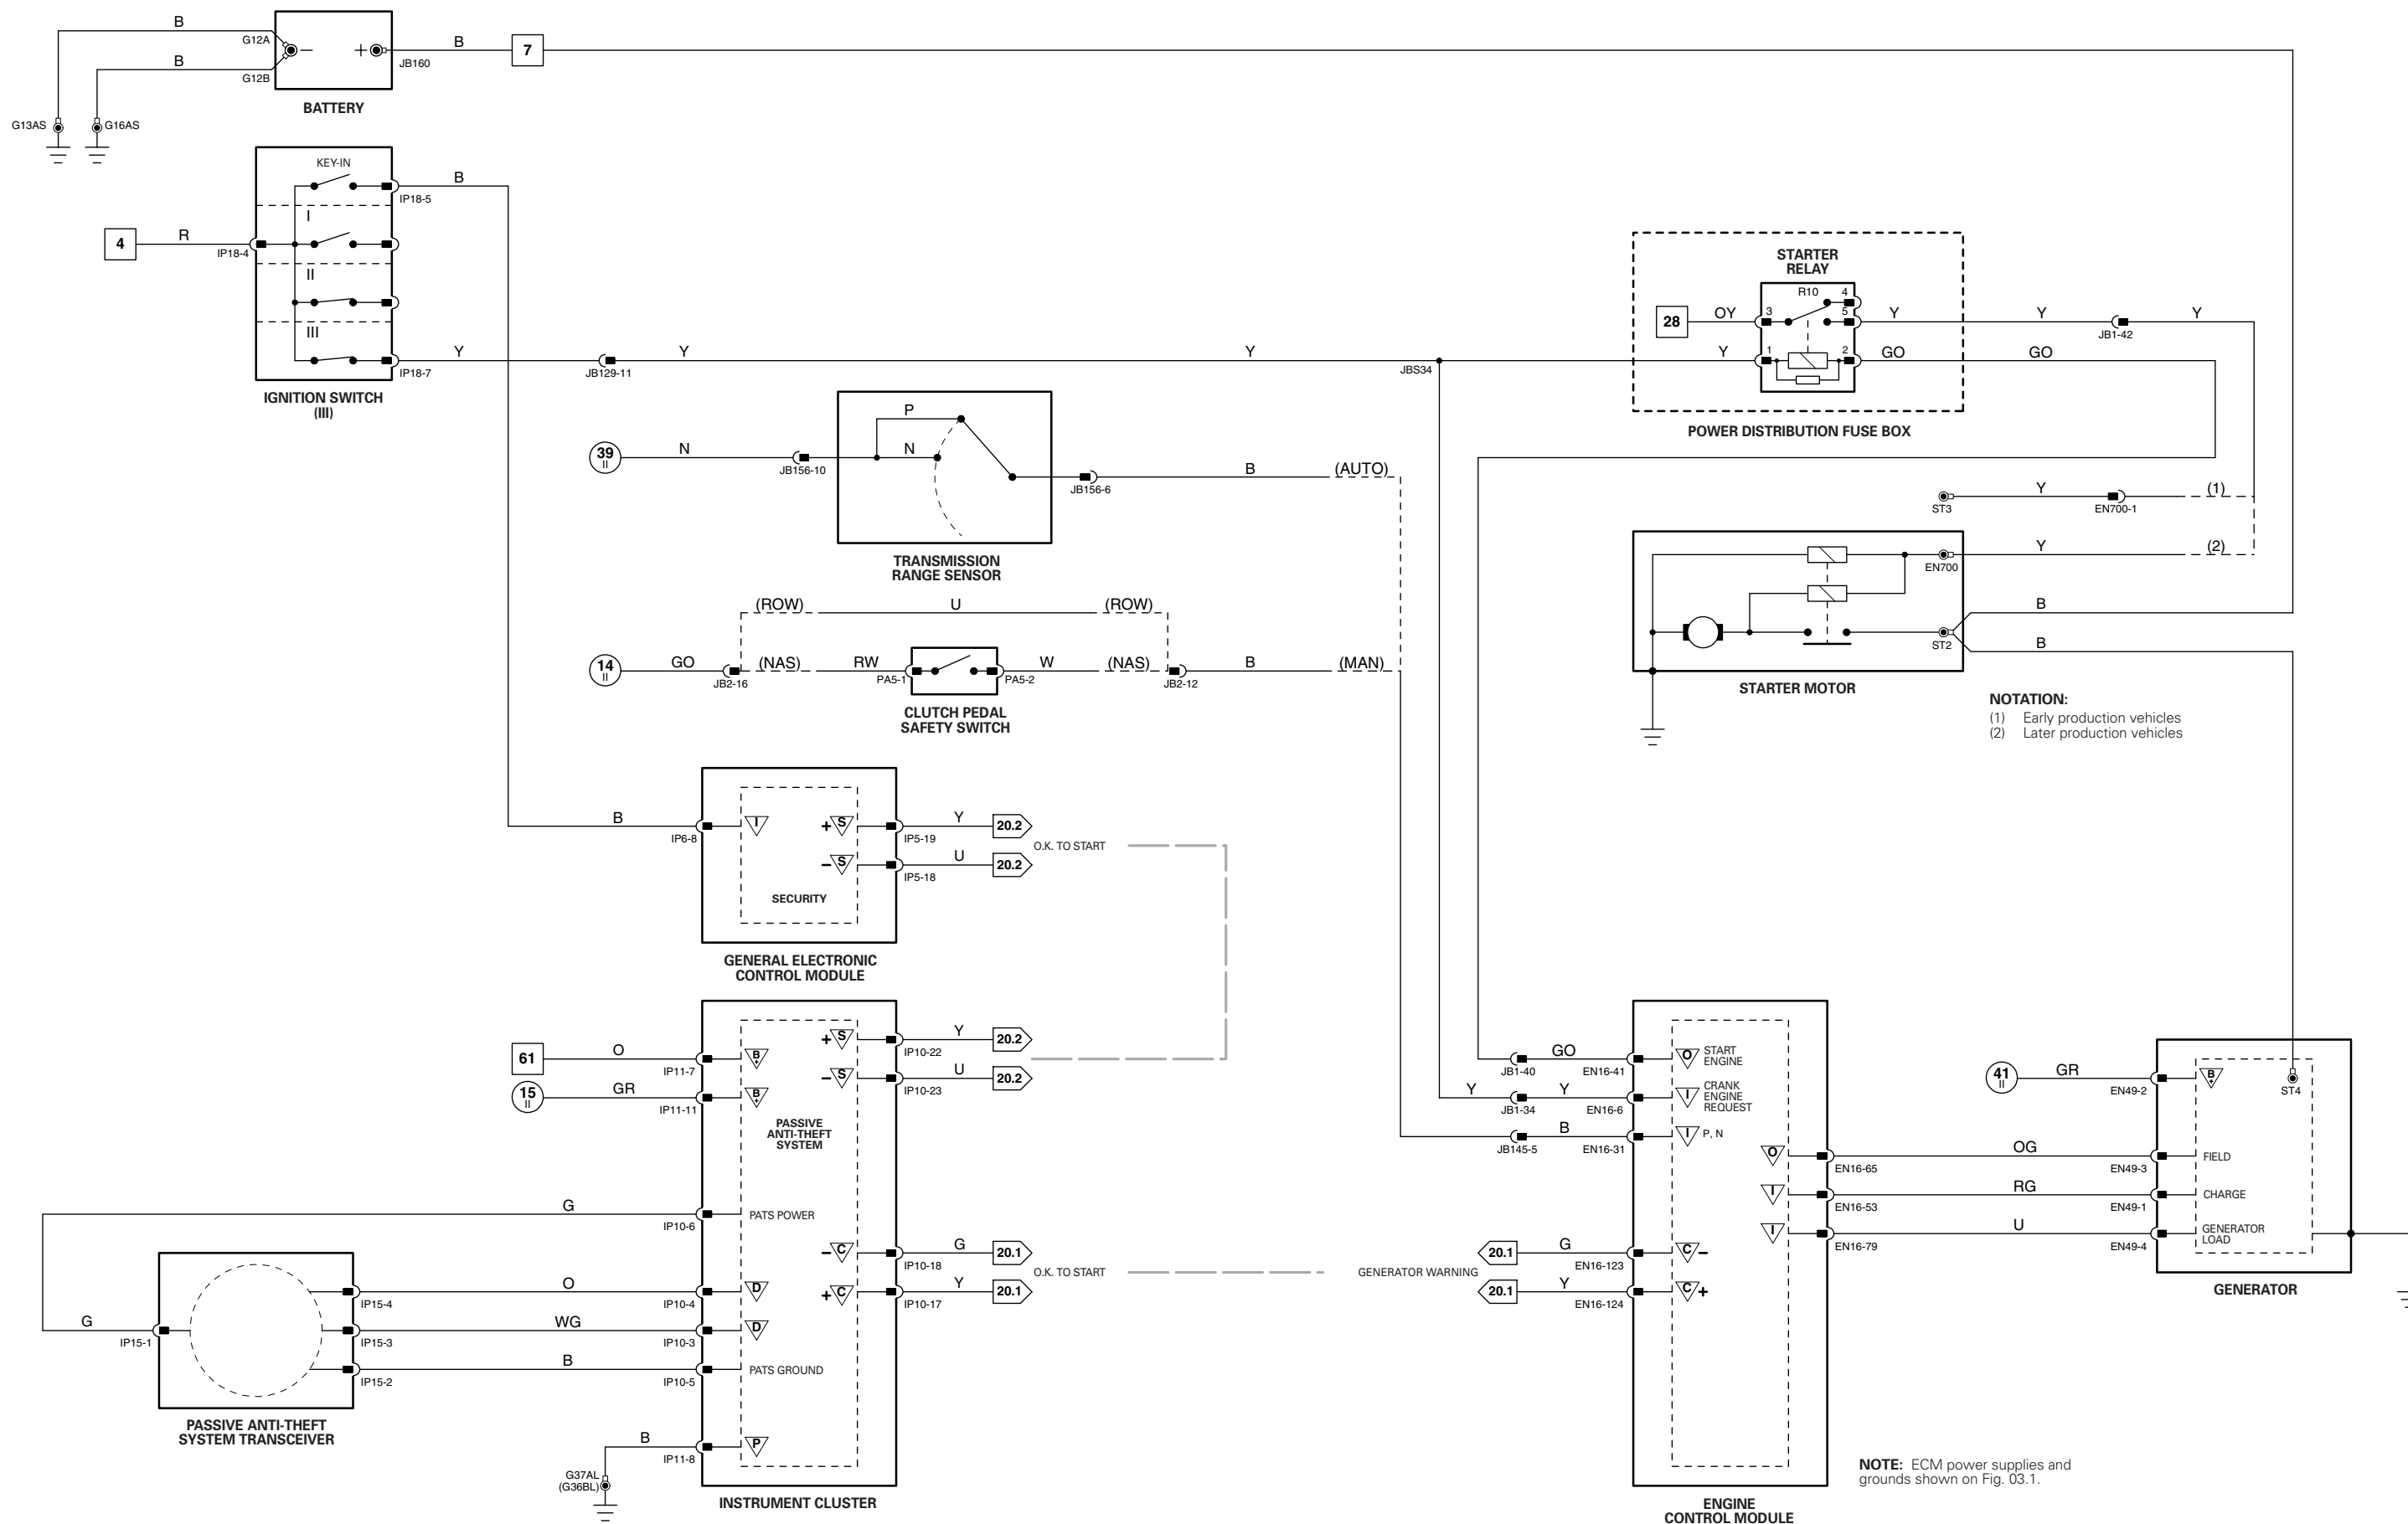 B
G12A
B
G12B
− +
JB160
B
7
BATTERY
G13AS
G16AS
KEY-IN
B
IP18-5
I
4
R
IP18-4
II
III
Y
IP18-7
IGNITION SWITCH
(III)
JB129-11
Y
Y
JBS34
STARTER
RELAY
R10
28
OY
3
4
5
Y
Y
JB1-42
Y
Y
1
2
GO
GO
POWER DISTRIBUTION FUSE BOX
39
II
N
JB156-10
P
N
JB156-6
B
(AUTO)
TRANSMISSION
RANGE SENSOR
ST3
Y
EN700-1
(1)
EN700
Y
(2)
ST2
B
B
STARTER MOTOR
NOTATION:
(1) Early production vehicles
(2) Later production vehicles
(ROW)
U
(ROW)
14
II
GO
JB2-16
(NAS)
RW
PA5-1
PA5-2
W
(NAS)
JB2-12
B
(MAN)
CLUTCH PEDAL
SAFETY SWITCH
B
IP6-8
I
+ S
IP5-19
Y
20.2
− S
IP5-18
U
20.2
O.K. TO START
SECURITY
GENERAL ELECTRONIC
CONTROL MODULE
61
O
IP11-7
B+
15
II
GR
IP11-11
B+
+ S
IP10-22
Y
20.2
− S
IP10-23
U
20.2
PASSIVE
ANTI-THEFT
SYSTEM
G
IP10-6
PATS POWER
− C
IP10-18
G
20.1
+ C
IP10-17
Y
20.1
O.K. TO START
G
IP15-1
IP15-4
O
IP10-4
D
IP15-3
WG
IP10-3
D
IP15-2
B
IP10-5
PATS GROUND
PASSIVE ANTI-THEFT
SYSTEM TRANSCEIVER
B
IP11-8
P
G37AL
(G36BL)
INSTRUMENT CLUSTER
JB1-40
GO
EN16-41
O
START
ENGINE
Y
JB1-34
Y
EN16-6
I
CRANK
ENGINE
REQUEST
JB145-5
B
EN16-31
I
P, N
O
EN16-65
OG
EN49-3
FIELD
I
EN16-53
RG
EN49-1
CHARGE
I
EN16-79
U
EN49-4
GENERATOR
LOAD
GENERATOR WARNING
20.1
G
EN16-123
C −
20.1
Y
EN16-124
C +
41
II
GR
EN49-2
B+
ST4
GENERATOR
NOTE: ECM power supplies and
grounds shown on Fig. 03.1.
ENGINE
CONTROL MODULE